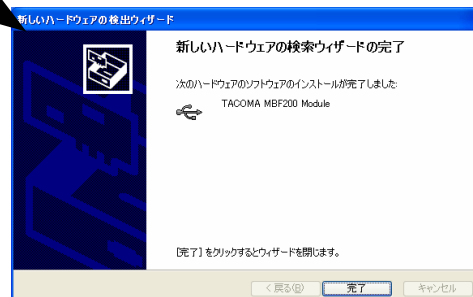 新しいハードウェアの検出ウィザード
新しいハードウェアの検索ウィザードの完了
次のハードウェアのソフトウェアのインストールが完了しました:
TACOMA MBF200 Module
[完了] をクリックするとウィザードを閉じます。
< 戻る(B)
完了
キャンセル